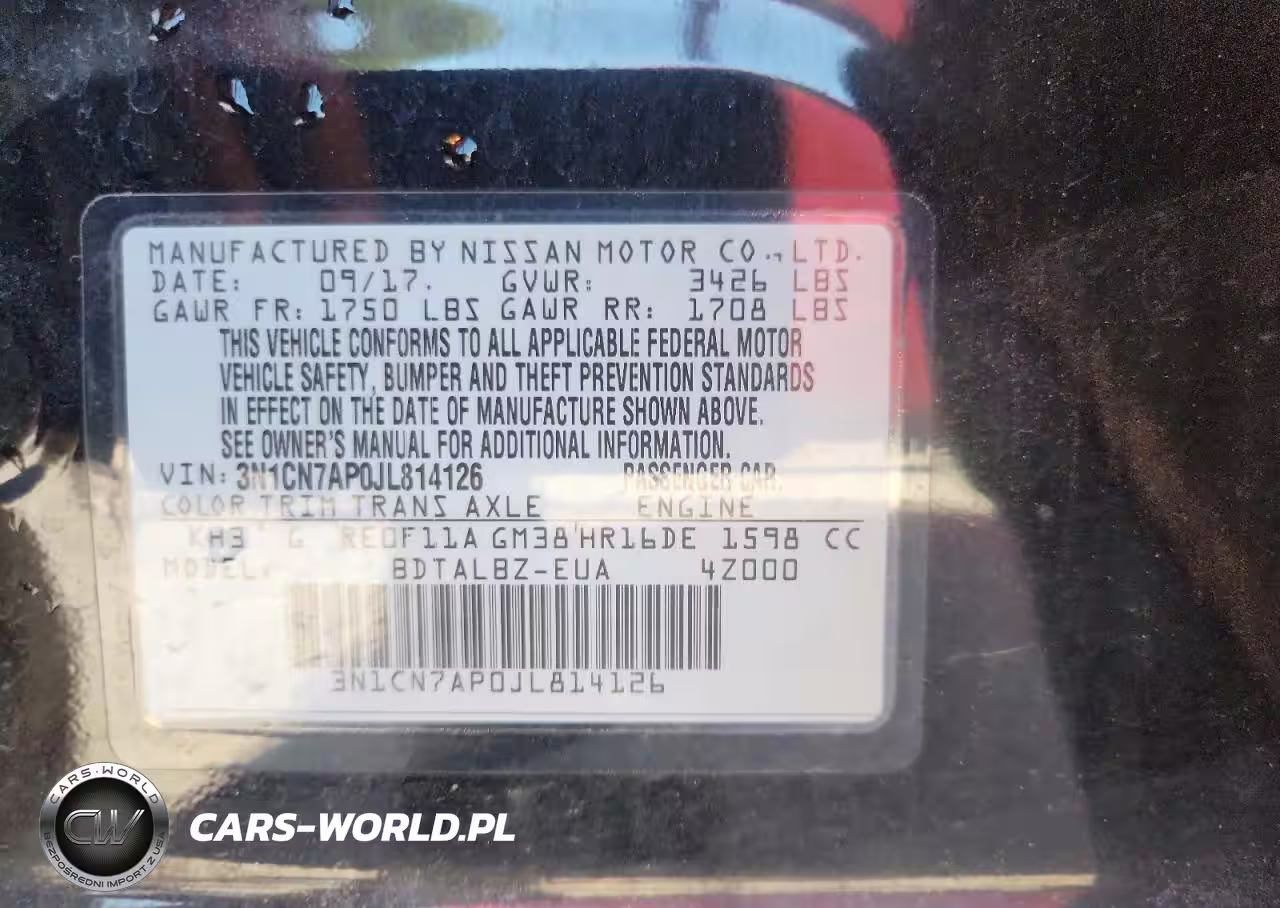 MANUFACTURED BY NISSAN MOTOR CO., LTD.
DATE: 09/17. GVWR: 3426 LBS
GAWR FR: 1750 LBS GAWR RR: 1708 LBS
THIS VEHICLE CONFORMS TO ALL APPLICABLE FEDERAL MOTOR
VEHICLE SAFETY, BUMPER AND THEFT PREVENTION STANDARDS
IN EFFECT ON THE DATE OF MANUFACTURE SHOWN ABOVE.
SEE OWNER'S MANUAL FOR ADDITIONAL INFORMATION.
VIN: 3N1CN7AP0JL814126 PASSENGER CAR.
COLOR TRIM TRANS AXLE ENGINE
KH3 G RE0F11A GM38 HR16DE 1598 CC
MODEL: BDTALBZ-EUA 4Z000
3N1CN7AP0JL814126
CARS-WORLD
CW
BEZPOŚREDNI IMPORT Z USA
CARS-WORLD.PL